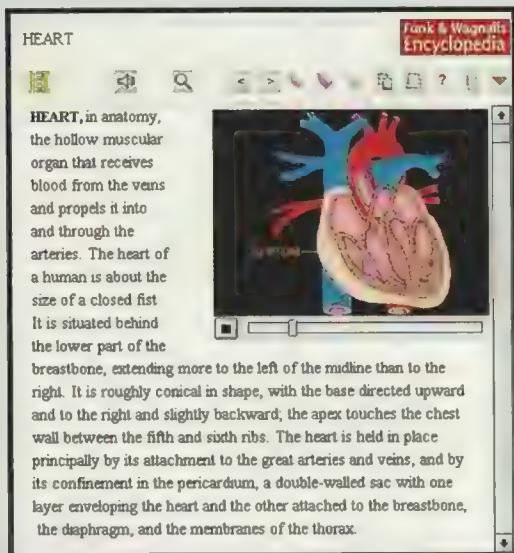 HEART
Funk & Wagnalls
Encyclopedia
< > ?
HEART, in anatomy,
the hollow muscular
organ that receives
blood from the veins
and propels it into
and through the
arteries. The heart of
a human is about the
size of a closed fist
It is situated behind
the lower part of the
breastbone, extending more to the left of the midline than to the
right. It is roughly conical in shape, with the base directed upward
and to the right and slightly backward; the apex touches the chest
wall between the fifth and sixth ribs. The heart is held in place
principally by its attachment to the great arteries and veins, and by
its confinement in the pericardium, a double-walled sac with one
layer enveloping the heart and the other attached to the breastbone,
the diaphragm, and the membranes of the thorax.